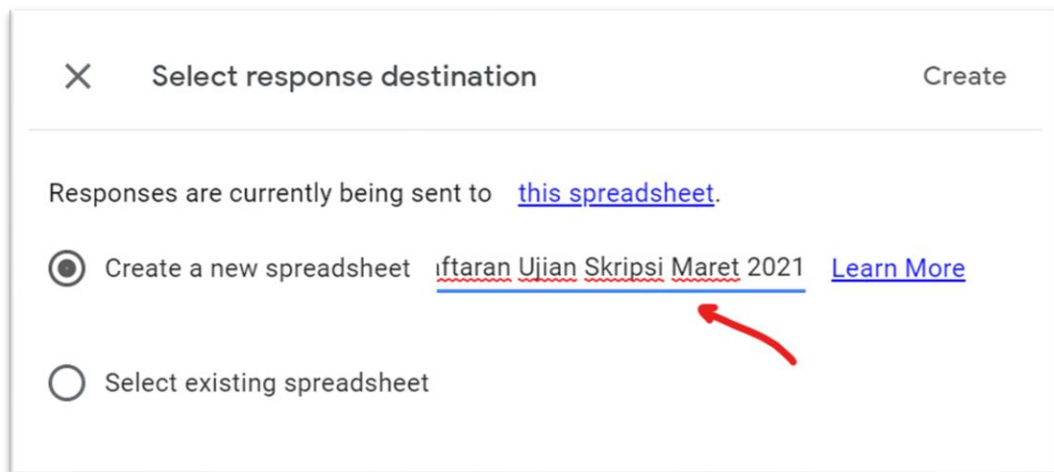 Select response destination Create
Responses are currently being sent to this spreadsheet.
Create a new spreadsheet ftaran Ujian Skripsi Maret 2021 Learn More
Select existing spreadsheet